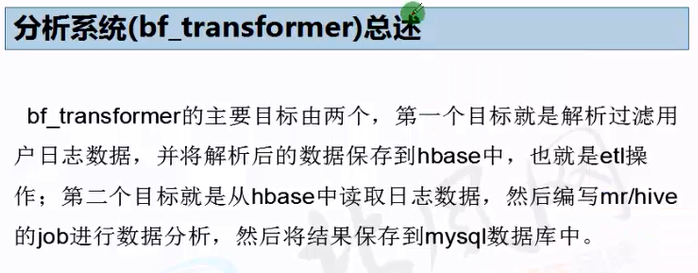 分析系统(bf_transformer)总述
bf_transformer的主要目标由两个，第一个目标就是解析过滤用
户日志数据，并将解析后的数据保存到hbase中，也就是etl操
作；第二个目标就是从hbase中读取日志数据，然后编写mr/hive
的job进行数据分析，然后将结果保存到mysql数据库中。